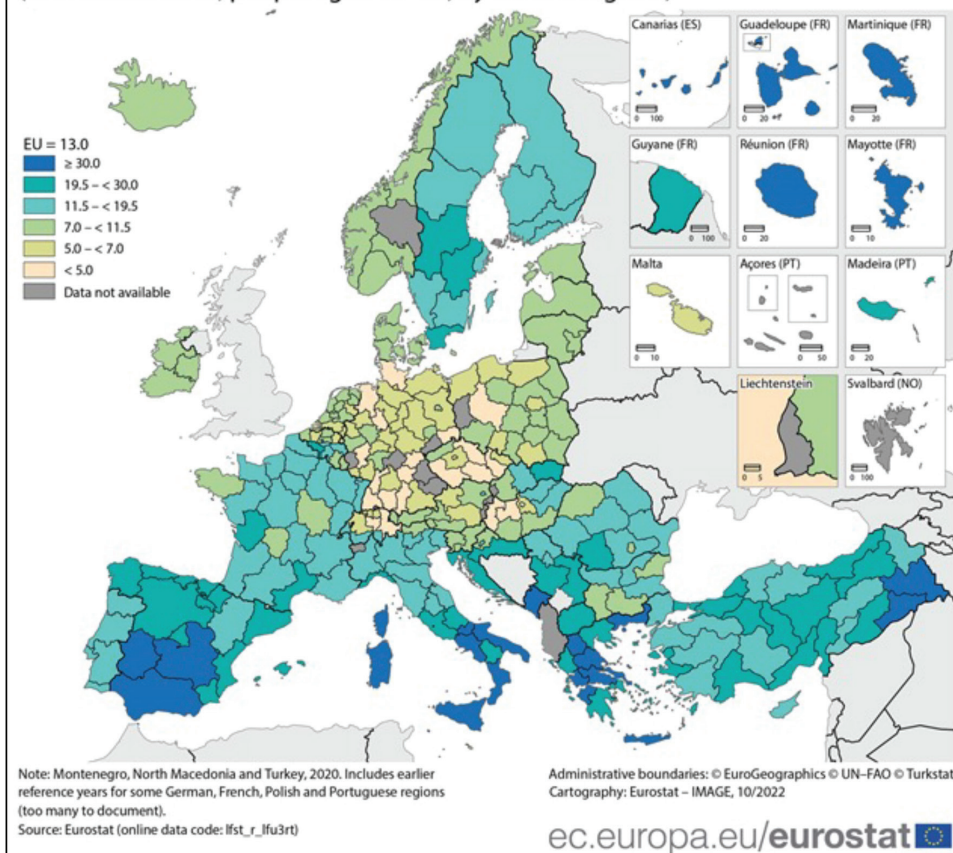 Canarias (ES)
0 100
Guadeloupe (FR)
0 20
Martinique (FR)
0 20
Guyane (FR)
0 100
Réunion (FR)
0 20
Mayotte (FR)
0 10
Malta
0 10
Açores (PT)
0 50
Madeira (PT)
0 20
Liechtenstein
0 5
Svalbard (NO)
0 100
EU = 13.0
≥ 30.0
19.5 – < 30.0
11.5 – < 19.5
7.0 – < 11.5
5.0 – < 7.0
< 5.0
Data not available
Note: Montenegro, North Macedonia and Turkey, 2020. Includes earlier
reference years for some German, French, Polish and Portuguese regions
(too many to document).
Source: Eurostat (online data code: lfst_r_lfu3rt)
Administrative boundaries: © EuroGeographics © UN–FAO © Turkstat
Cartography: Eurostat – IMAGE, 10/2022
ec.europa.eu/eurostat